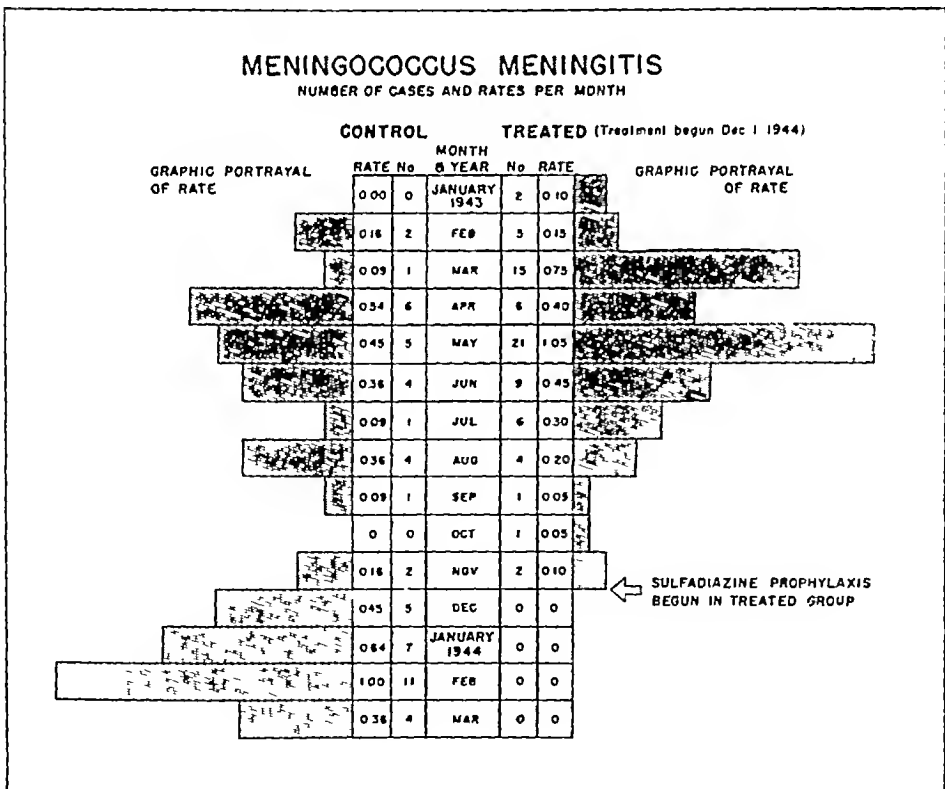 MENINGOCOCCUS MENINGITIS
NUMBER OF CASES AND RATES PER MONTH
CONTROL TREATED (Treatment begun Dec 1 1944)
GRAPHIC PORTRAYAL OF RATE
RATE No MONTH & YEAR No RATE
GRAPHIC PORTRAYAL OF RATE
0.00 0 JANUARY 1943 2 0.10
0.16 2 FEB 3 0.15
0.09 1 MAR 15 0.75
0.54 6 APR 8 0.40
0.45 5 MAY 21 1.05
0.36 4 JUN 9 0.45
0.09 1 JUL 6 0.30
0.36 4 AUG 4 0.20
0.09 1 SEP 1 0.05
0 0 OCT 1 0.05
0.16 2 NOV 2 0.10
SULFADIAZINE PROPHYLAXIS
BEGUN IN TREATED GROUP
0.45 5 DEC 0 0
0.64 7 JANUARY 1944 0 0
1.00 11 FEB 0 0
0.36 4 MAR 0 0